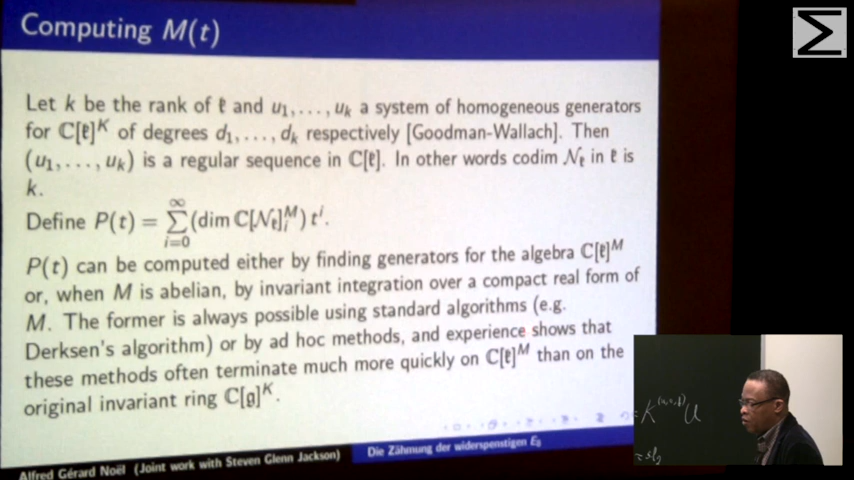 Computing M(t)
Let k be the rank of 𝔨 and u₁, . . . , uₖ a system of homogeneous generators
for ℂ[𝔨]ᴷ of degrees d₁, . . . , dₖ respectively [Goodman-Wallach]. Then
(u₁, . . . , uₖ) is a regular sequence in ℂ[𝔨]. In other words codim 𝒩_𝔨 in 𝔨 is
k.
Define P(t) = ∑_{i=0}^{∞} (dim ℂ[𝒩_𝔨]_i^M) tⁱ.
P(t) can be computed either by finding generators for the algebra ℂ[𝔨]ᴹ
or, when M is abelian, by invariant integration over a compact real form of
M. The former is always possible using standard algorithms (e.g.
Derksen's algorithm) or by ad hoc methods, and experience shows that
these methods often terminate much more quickly on ℂ[𝔨]ᴹ than on the
original invariant ring ℂ[𝔤]ᴷ.
Alfred Gérard Noël (Joint work with Steven Glenn Jackson)
Die Zähmung der widerspenstigen E₈
Σ